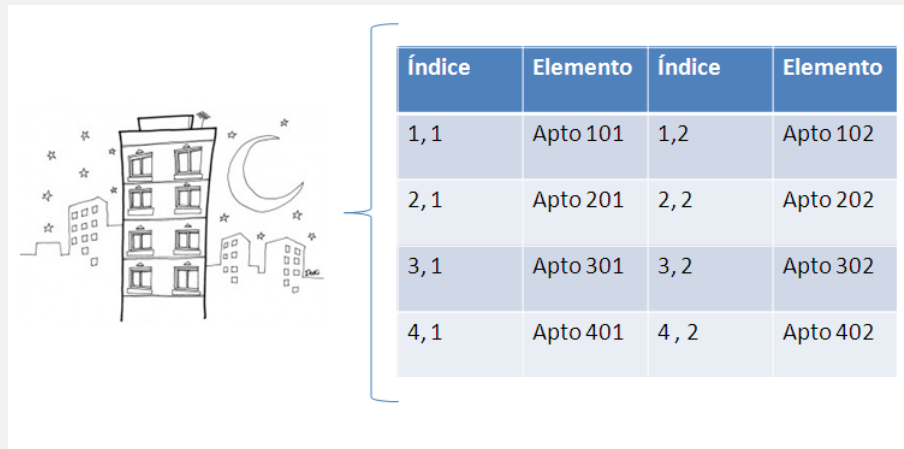 Índice Elemento Índice Elemento
1, 1 Apto 101 1,2 Apto 102
2, 1 Apto 201 2, 2 Apto 202
3, 1 Apto 301 3, 2 Apto 302
4, 1 Apto 401 4 , 2 Apto 402